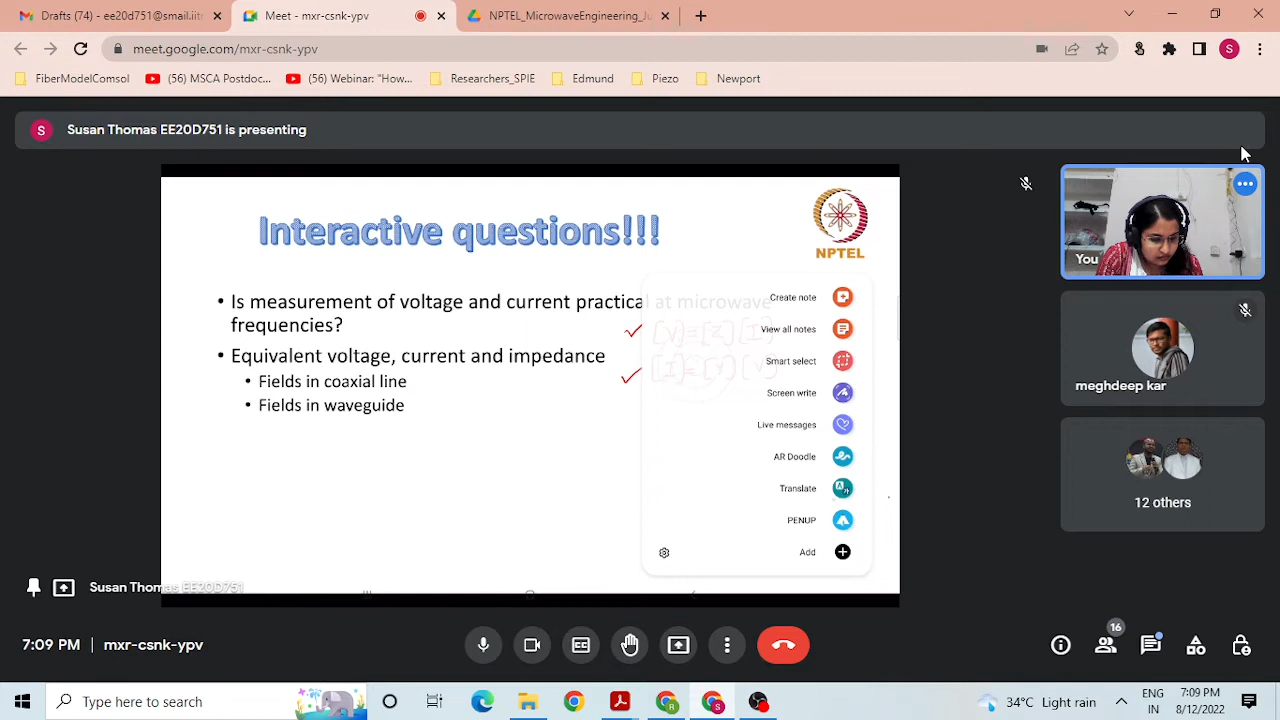 Drafts (74) - ee20d751@smail.iitm
Meet - mxr-csnk-ypv
NPTEL_MicrowaveEngineering_Ju
meet.google.com/mxr-csnk-ypv
FiberModelComsol
(56) MSCA Postdoc...
(56) Webinar: "How...
Researchers_SPIE
Edmund
Piezo
Newport
S
S
Susan Thomas EE20D751 is presenting
Interactive questions!!!
NPTEL
• Is measurement of voltage and current practical at microwave
frequencies?
• Equivalent voltage, current and impedance
• Fields in coaxial line
• Fields in waveguide
[V]=[Z][I]
[I]=[Y][V]
Create note
View all notes
Smart select
Screen write
Live messages
AR Doodle
Translate
PENUP
Add
You
meghdeep kar
12 others
Susan Thomas EE20D751
7:09 PM | mxr-csnk-ypv
16
Type here to search
34°C Light rain
ENG
IN
7:09 PM
8/12/2022